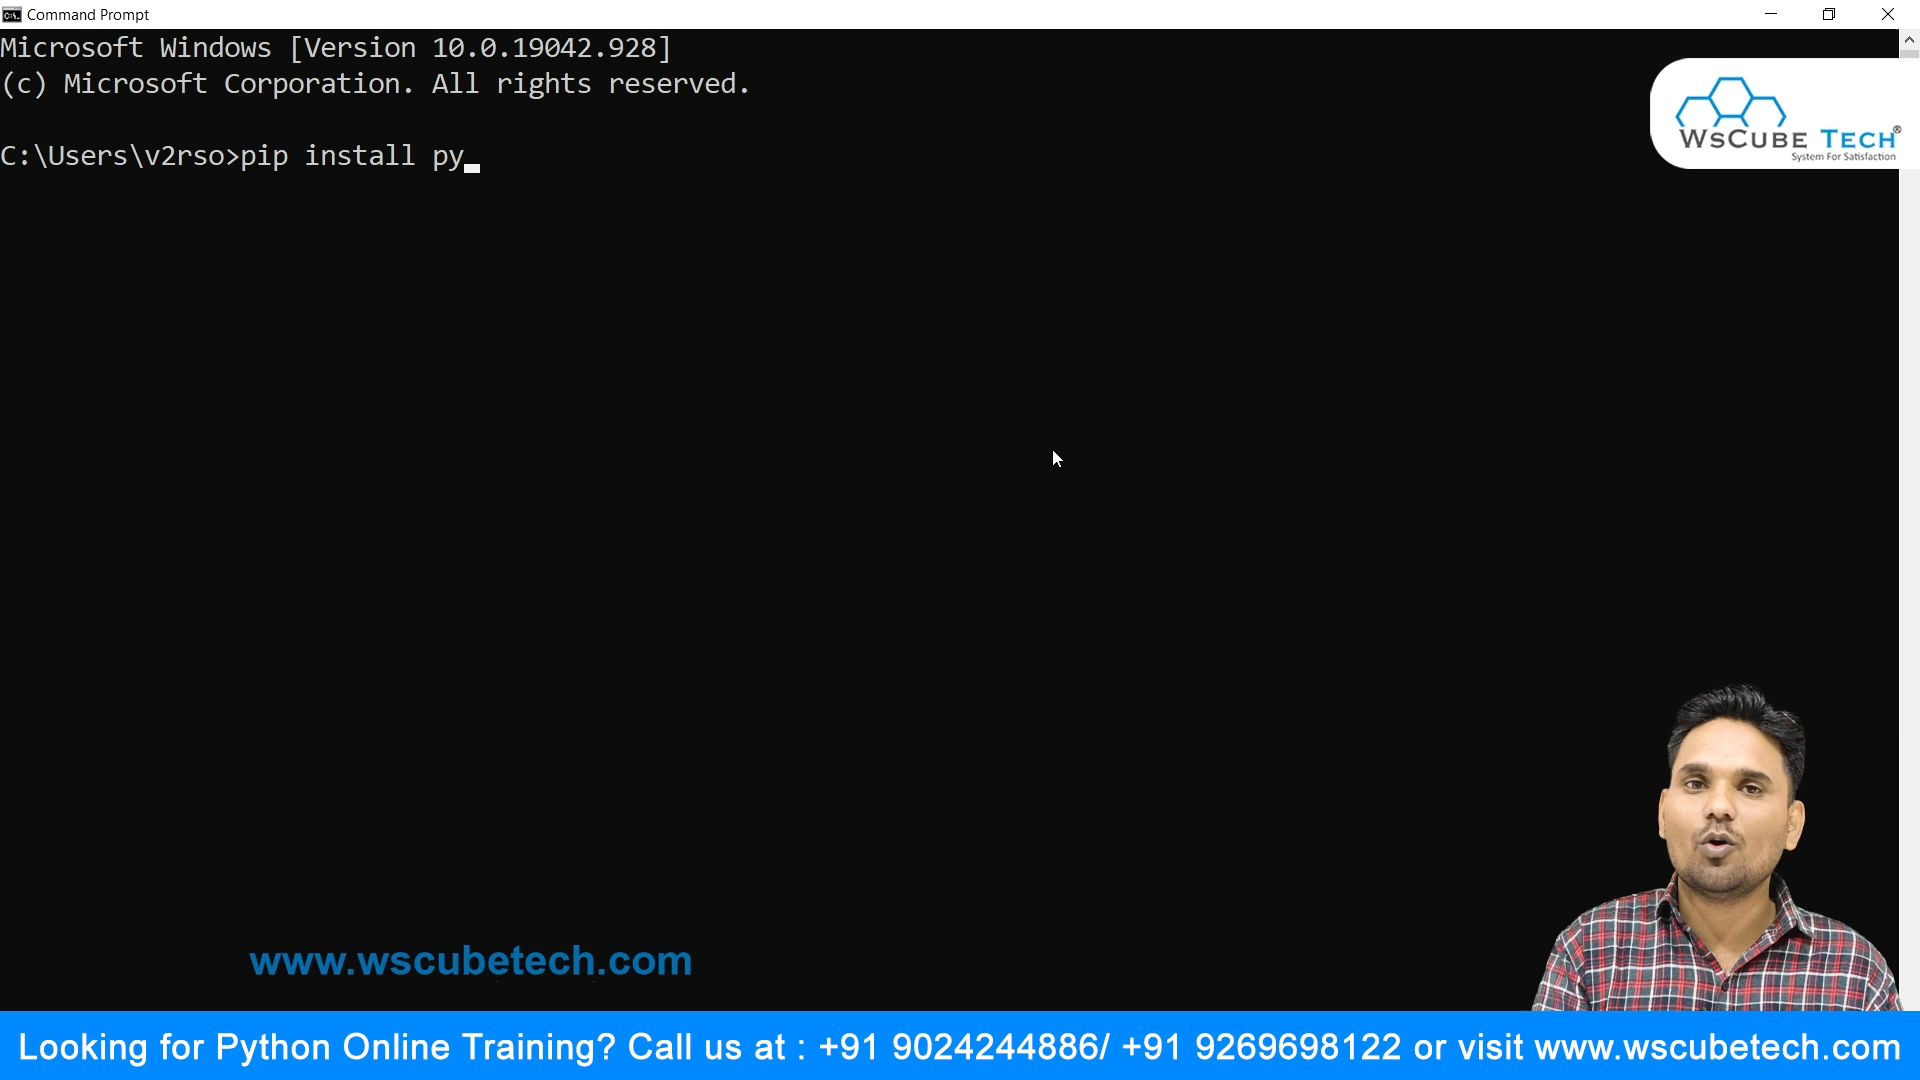 Command Prompt
Microsoft Windows [Version 10.0.19042.928]
(c) Microsoft Corporation. All rights reserved.
C:\Users\v2rso>pip install py
WsCube Tech®
System For Satisfaction
www.wscubetech.com
Looking for Python Online Training? Call us at : +91 9024244886/ +91 9269698122 or visit www.wscubetech.com